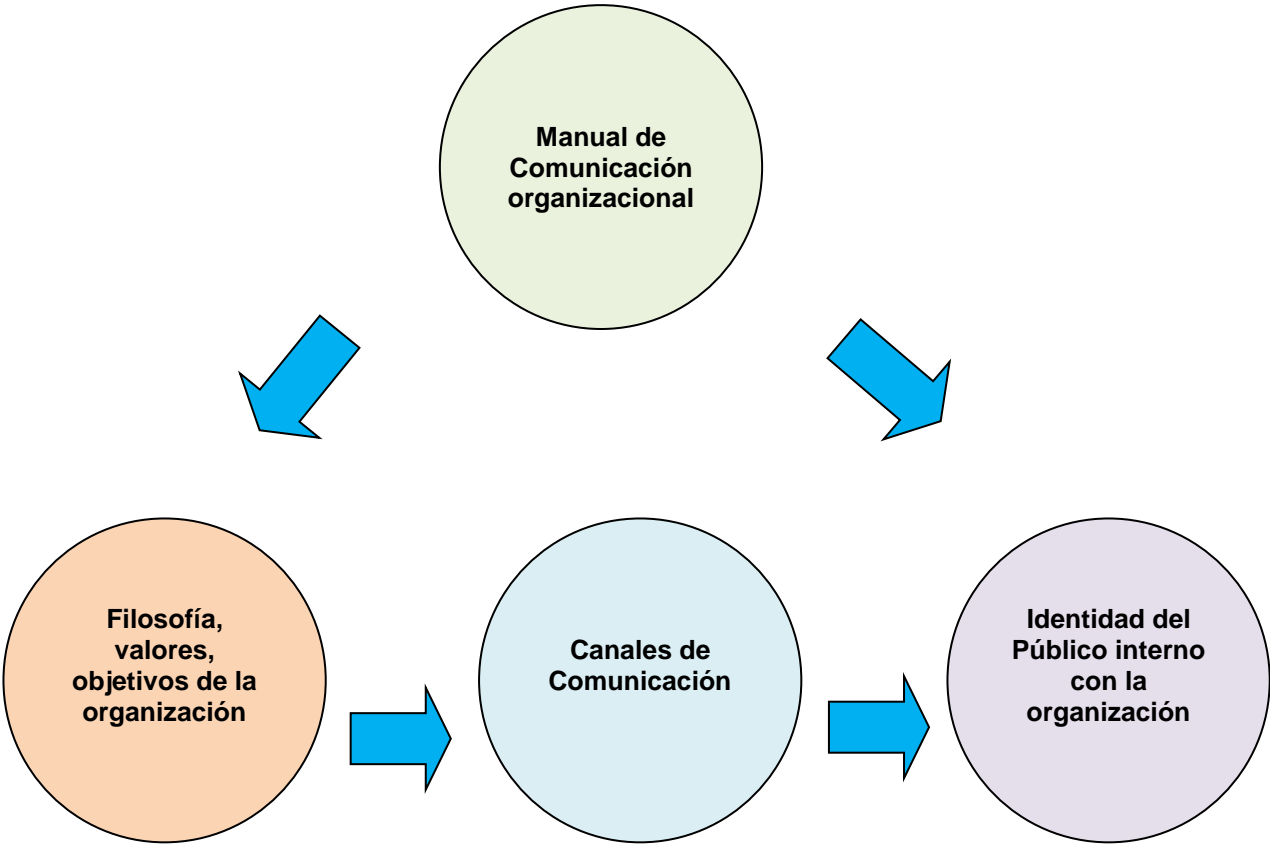 Manual de
Comunicación
organizacional
Filosofía,
valores,
objetivos de la
organización
Canales de
Comunicación
Identidad del
Público interno
con la
organización